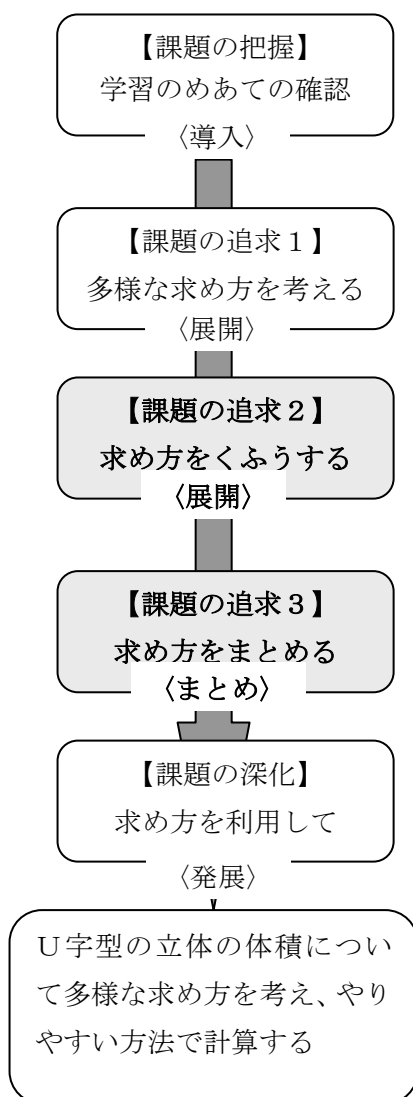 【課題の把握】
学習のめあての確認
〈導入〉
【課題の追求１】
多様な求め方を考える
〈展開〉
【課題の追求２】
求め方をくふうする
〈展開〉
【課題の追求３】
求め方をまとめる
〈まとめ〉
【課題の深化】
求め方を利用して
〈発展〉
Ｕ字型の立体の体積につい
て多様な求め方を考え、やり
やすい方法で計算する